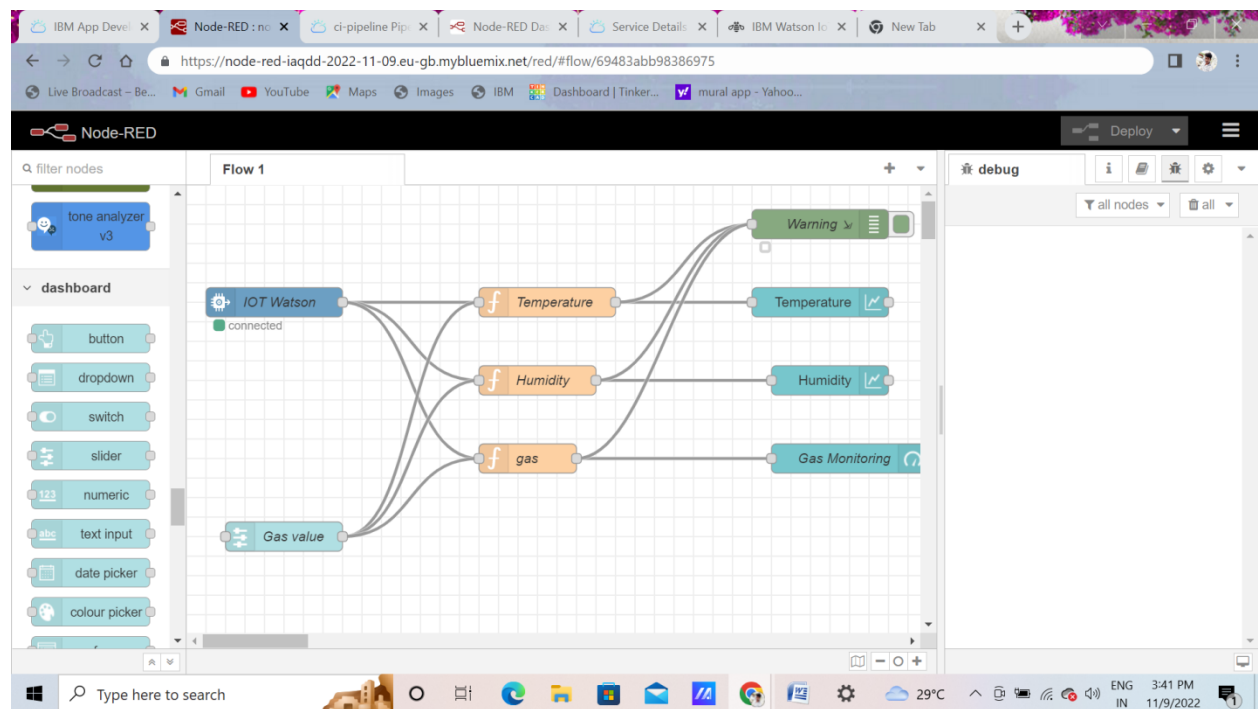 IBM App Devel
Node-RED : no
ci-pipeline Pip
Node-RED Das
Service Details
IBM Watson Io
New Tab
https://node-red-iaqdd-2022-11-09.eu-gb.mybluemix.net/red/#flow/69483abb98386975
Live Broadcast – Be...
Gmail
YouTube
Maps
Images
IBM
Dashboard | Tinker...
mural app - Yahoo...
Node-RED
Deploy
filter nodes
Flow 1
debug
i
all nodes
all
tone analyzer
v3
dashboard
button
dropdown
switch
slider
123 numeric
abc text input
date picker
colour picker
Warning
IOT Watson
connected
f Temperature
Temperature
f Humidity
Humidity
f gas
Gas Monitoring
Gas value
Type here to search
29°C
ENG
IN
3:41 PM
11/9/2022
1